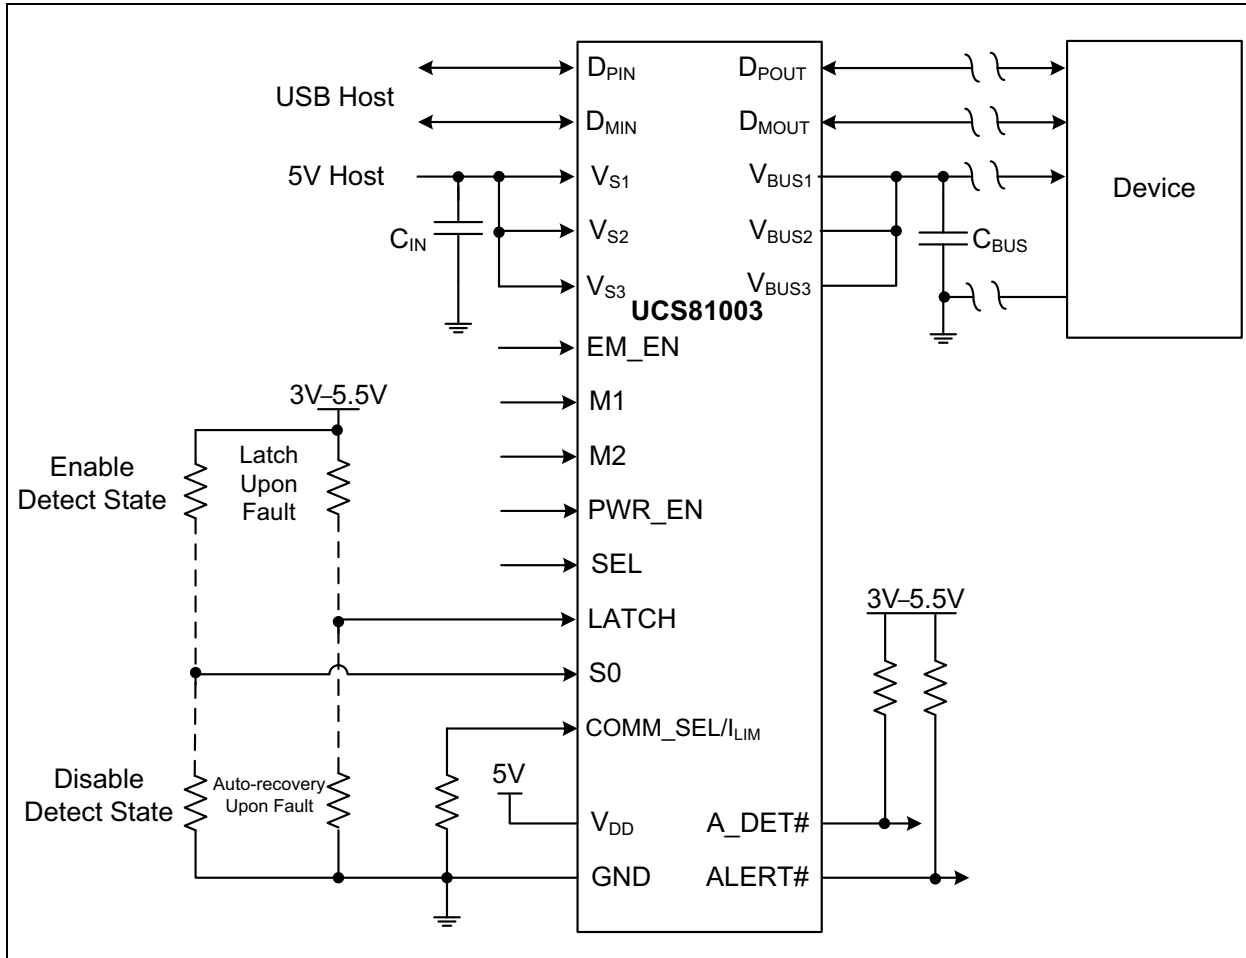 USB Host
5V Host
C_IN
D_PIN
D_MIN
V_S1
V_S2
V_S3
D_POUT
D_MOUT
V_BUS1
V_BUS2
V_BUS3
UCS81003
C_BUS
Device
EM_EN
M1
M2
PWR_EN
SEL
LATCH
S0
COMM_SEL/I_LIM
V_DD
GND
A_DET#
ALERT#
3V–5.5V
Enable
Detect State
Latch
Upon
Fault
Disable
Detect State
Auto-recovery
Upon Fault
5V
3V–5.5V